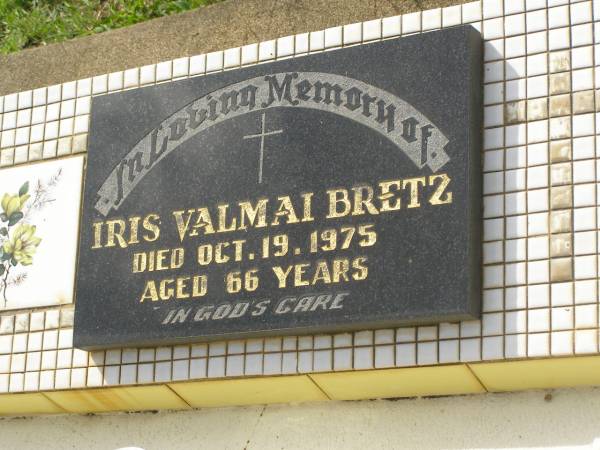 In Loving Memory of
IRIS VALMAI BRETZ
DIED OCT. 19. 1975
AGED 66 YEARS
IN GOD'S CARE